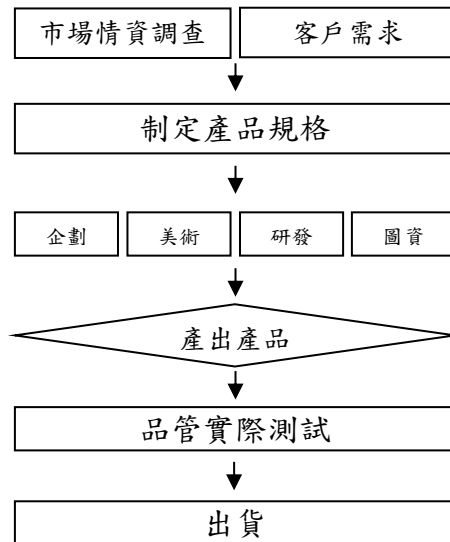 市場情資調查 客戶需求
制定產品規格
企劃 美術 研發 圖資
產出產品
品管實際測試
出貨